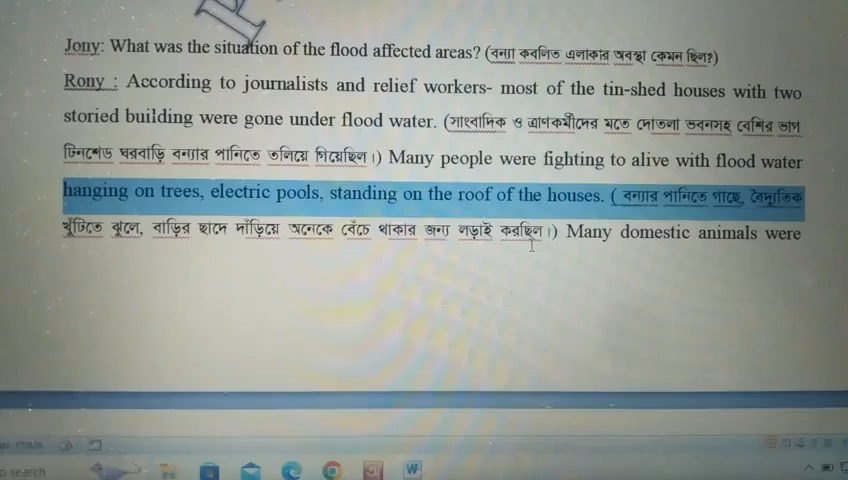 Jony: What was the situation of the flood affected areas? (বন্যা কবলিত এলাকার অবস্থা কেমন ছিল?)
Rony : According to journalists and relief workers- most of the tin-shed houses with two
storied building were gone under flood water. (সাংবাদিক ও ত্রাণকর্মীদের মতে দোতলা ভবনসহ বেশির ভাগ
টিনশেড ঘরবাড়ি বন্যার পানিতে তলিয়ে গিয়েছিল।) Many people were fighting to alive with flood water
hanging on trees, electric pools, standing on the roof of the houses. ( বন্যার পানিতে গাছে, বৈদ্যুতিক
খুঁটিতে ঝুলে, বাড়ির ছাদে দাঁড়িয়ে অনেকে বেঁচে থাকার জন্য লড়াই করছিল।) Many domestic animals were
search